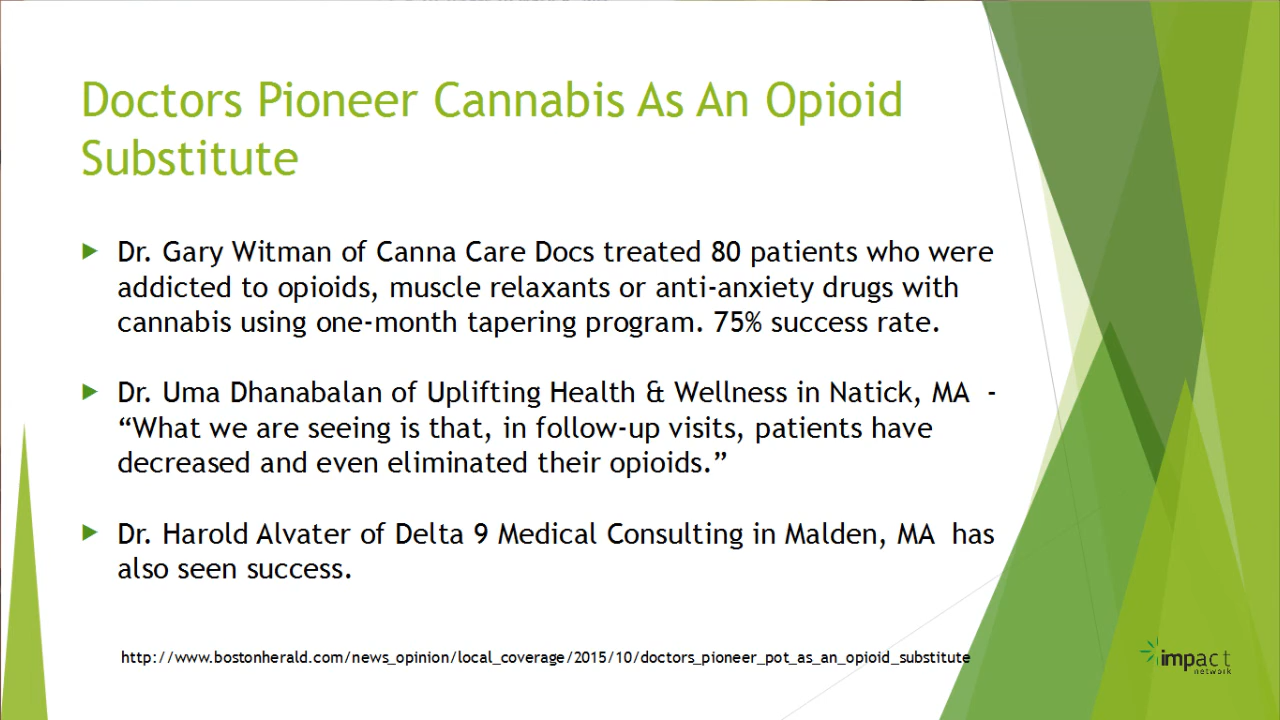 Doctors Pioneer Cannabis As An Opioid
Substitute
Dr. Gary Witman of Canna Care Docs treated 80 patients who were
addicted to opioids, muscle relaxants or anti-anxiety drugs with
cannabis using one-month tapering program. 75% success rate.
Dr. Uma Dhanabalan of Uplifting Health & Wellness in Natick, MA -
“What we are seeing is that, in follow-up visits, patients have
decreased and even eliminated their opioids.”
Dr. Harold Alvater of Delta 9 Medical Consulting in Malden, MA has
also seen success.
http://www.bostonherald.com/news_opinion/local_coverage/2015/10/doctors_pioneer_pot_as_an_opioid_substitute
impact
network